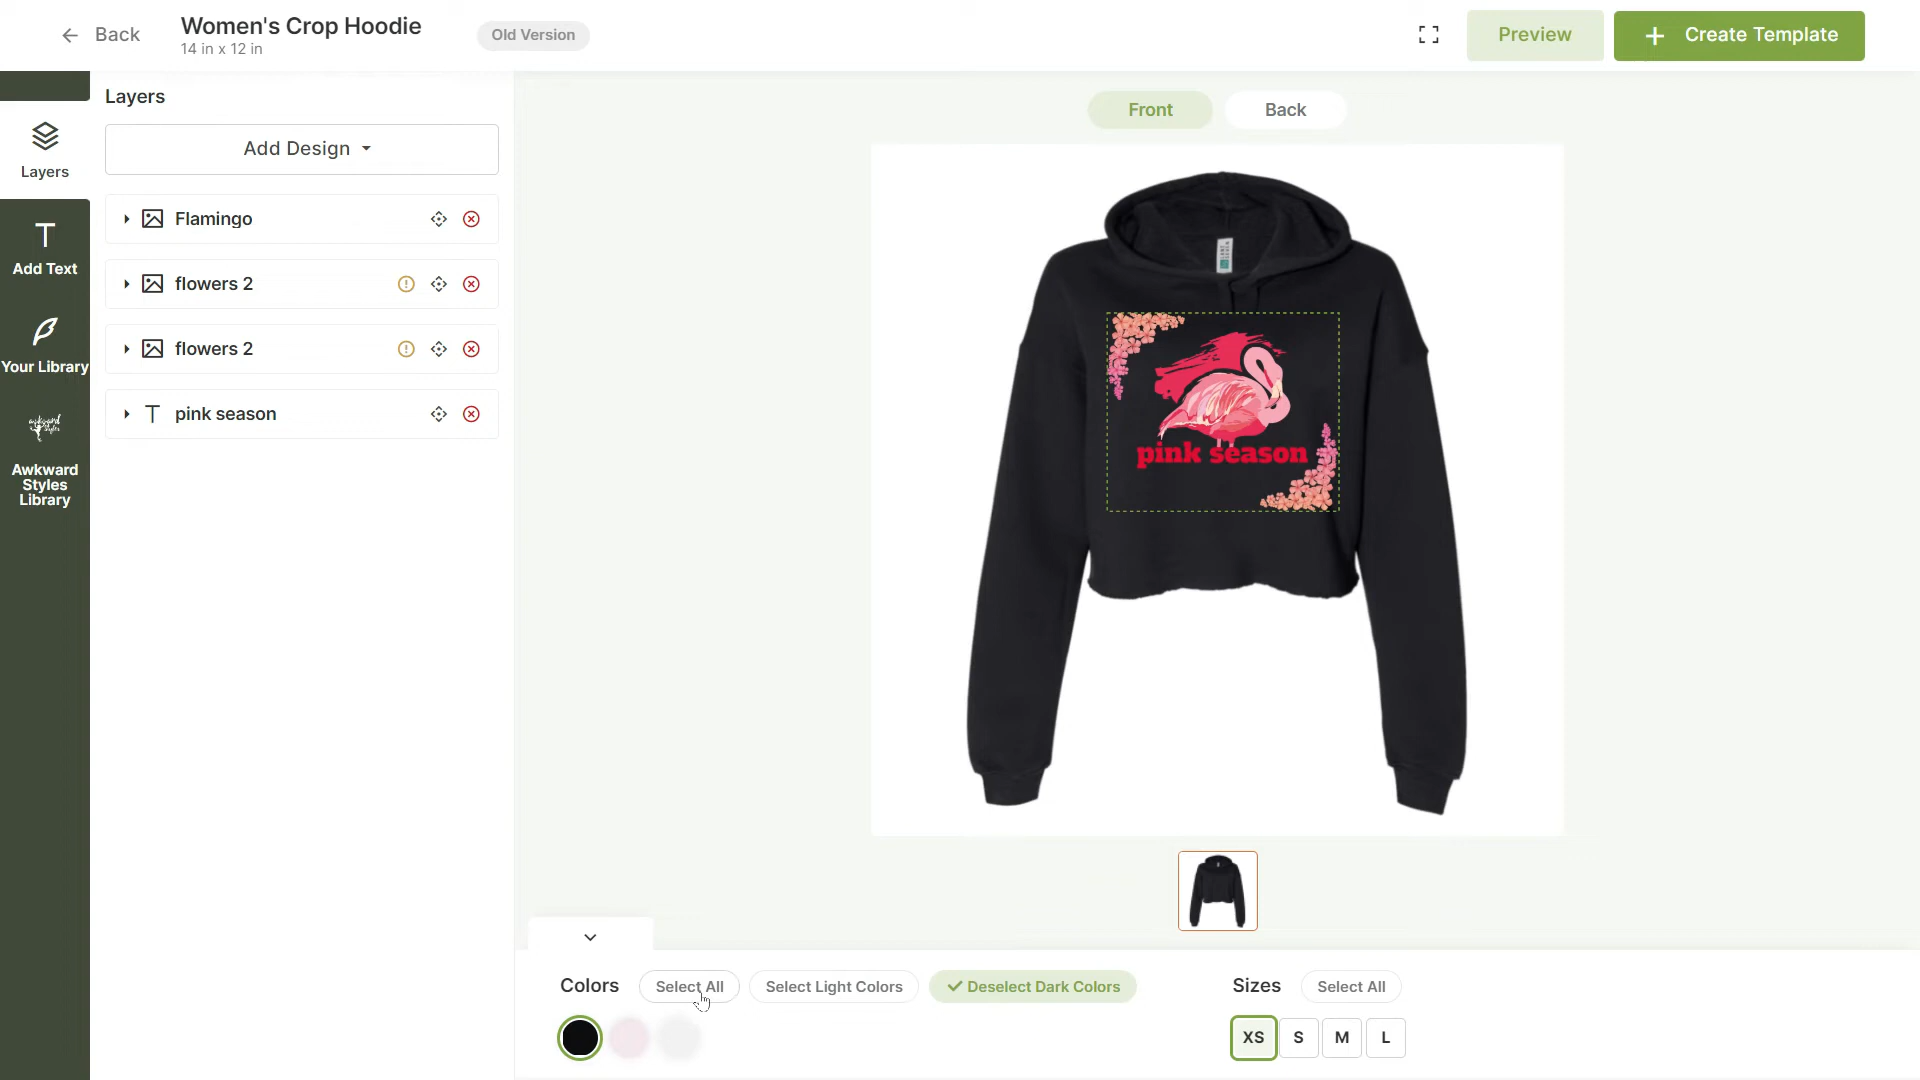 Back
Women's Crop Hoodie
14 in x 12 in
Old Version
Preview
Create Template
Layers
Add Text
Your Library
Awkward
Styles
Library
Layers
Add Design
Flamingo
flowers 2
flowers 2
pink season
Front
Back
pink season
Colors
Select All
Select Light Colors
Deselect Dark Colors
Sizes
Select All
XS
S
M
L